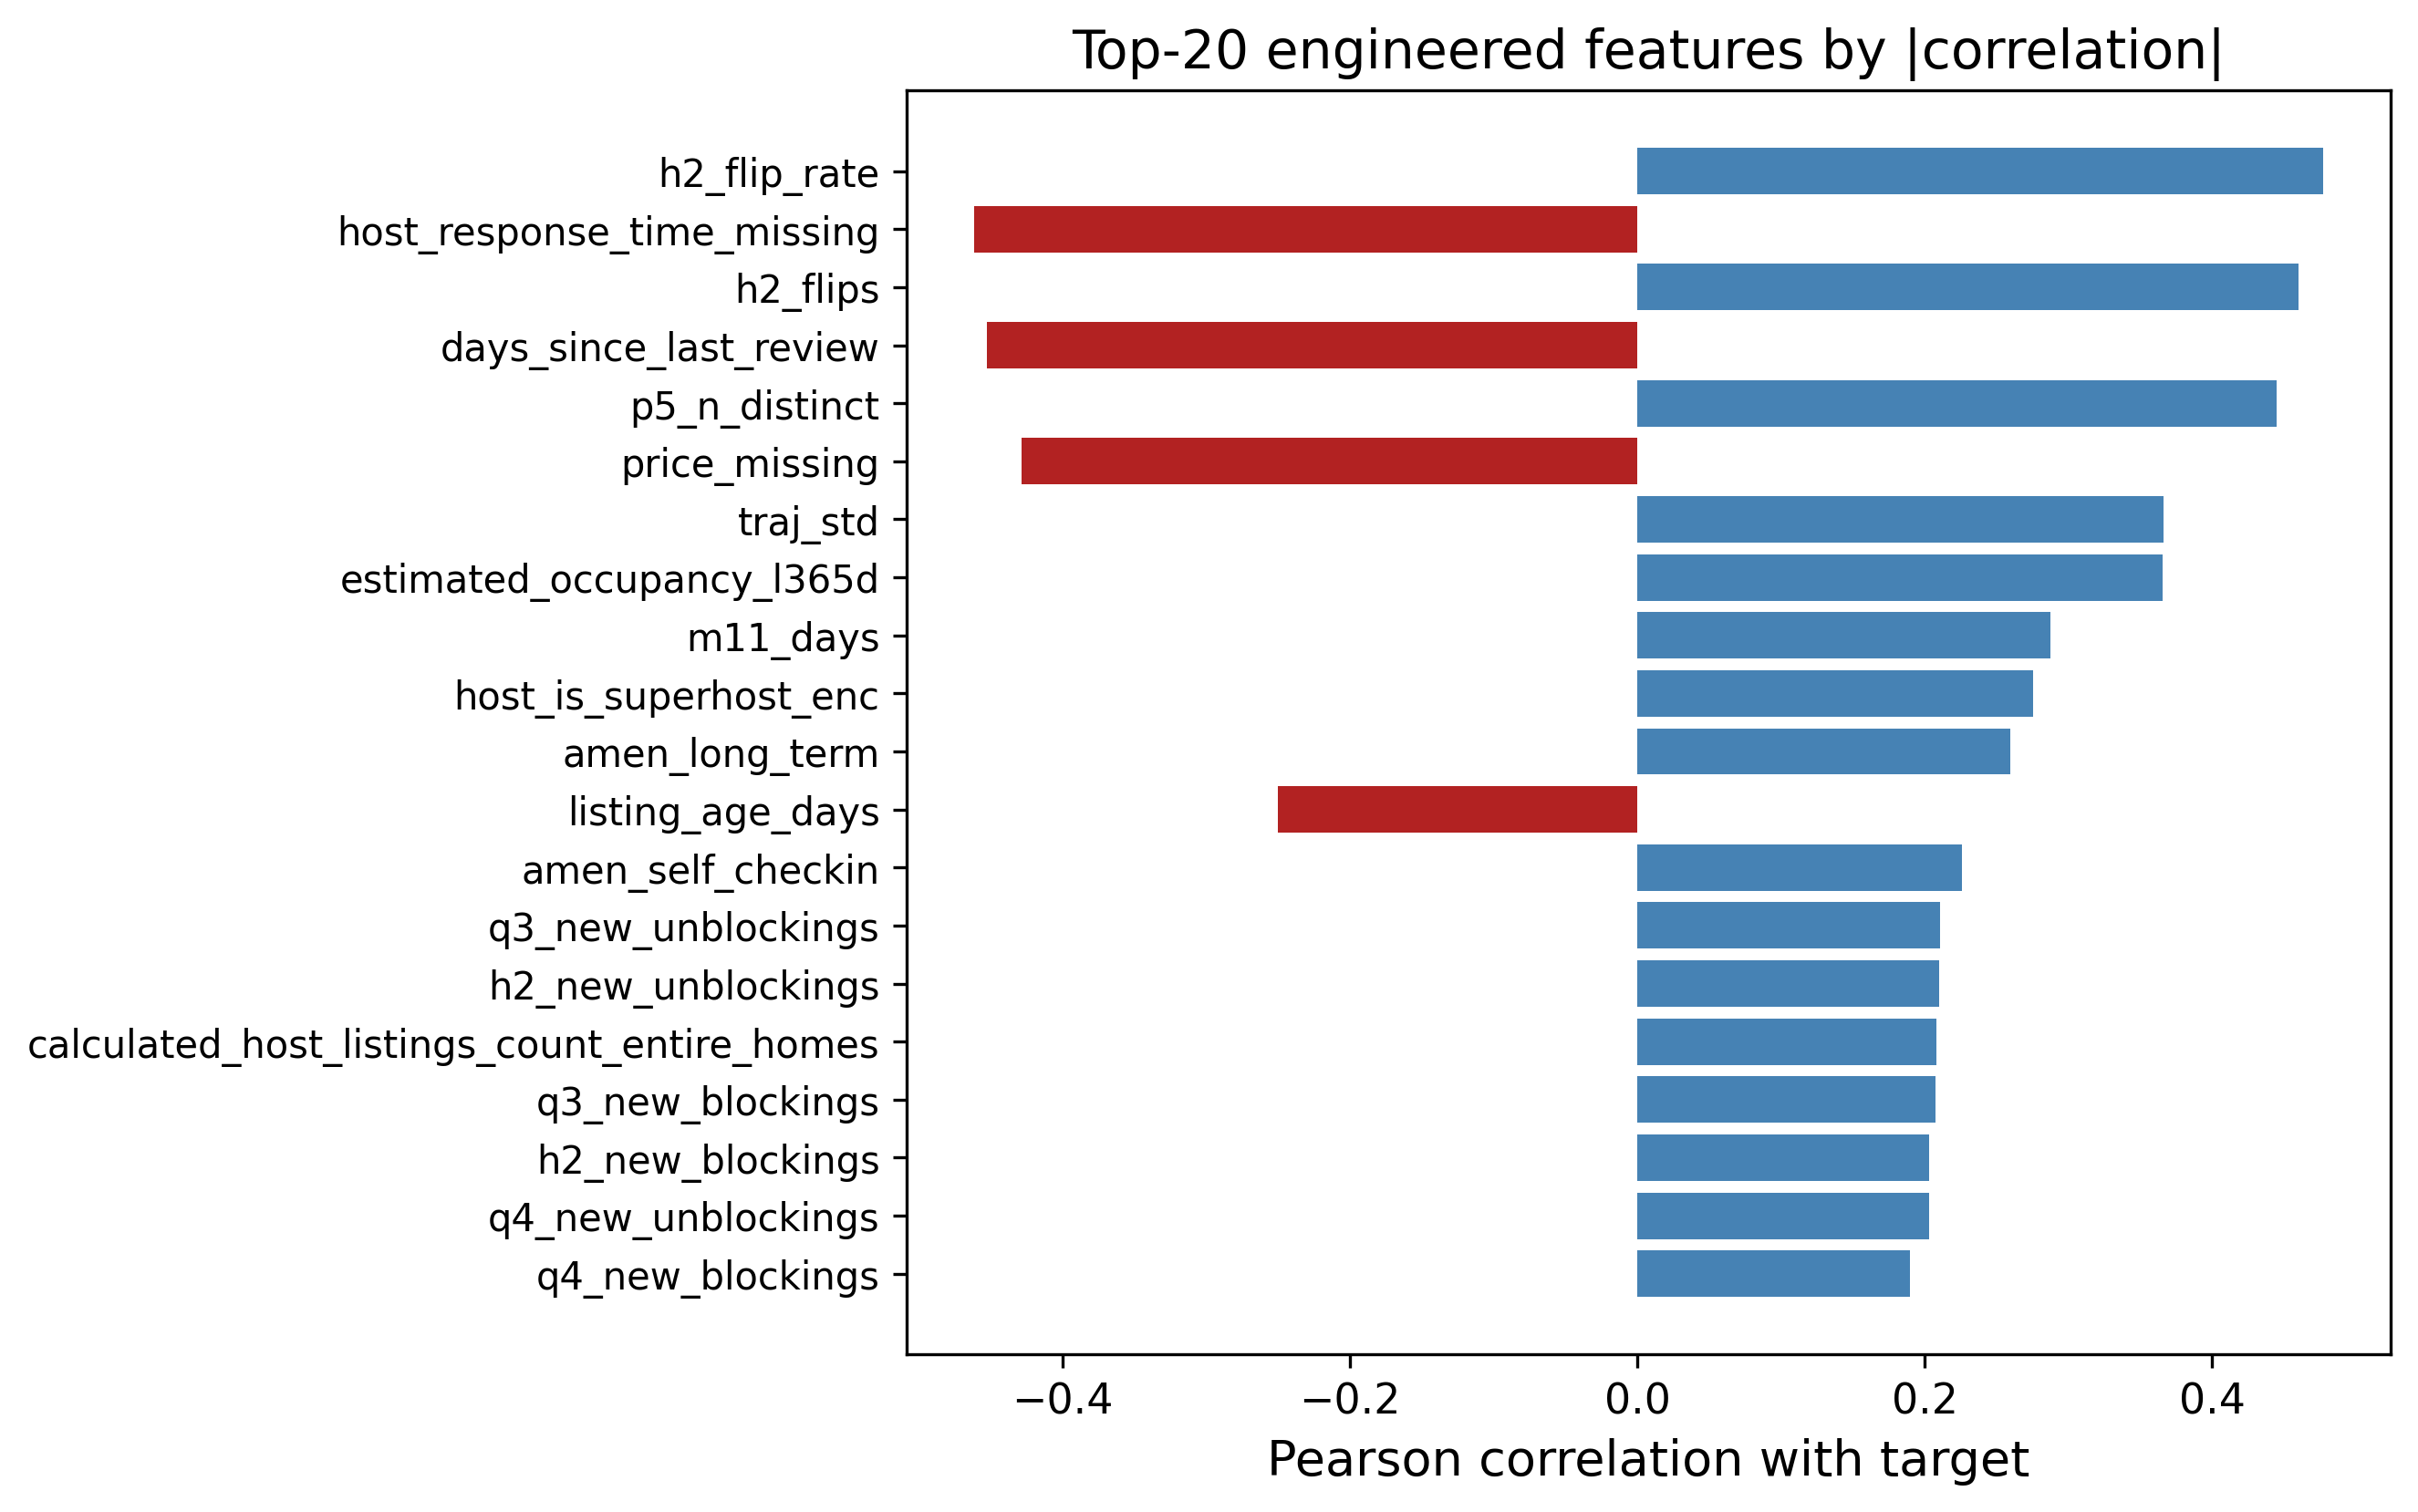 Top-20 engineered features by |correlation|
h2_flip_rate
host_response_time_missing
h2_flips
days_since_last_review
p5_n_distinct
price_missing
traj_std
estimated_occupancy_l365d
m11_days
host_is_superhost_enc
amen_long_term
listing_age_days
amen_self_checkin
q3_new_unblockings
h2_new_unblockings
calculated_host_listings_count_entire_homes
q3_new_blockings
h2_new_blockings
q4_new_unblockings
q4_new_blockings
−0.4 −0.2 0.0 0.2 0.4
Pearson correlation with target